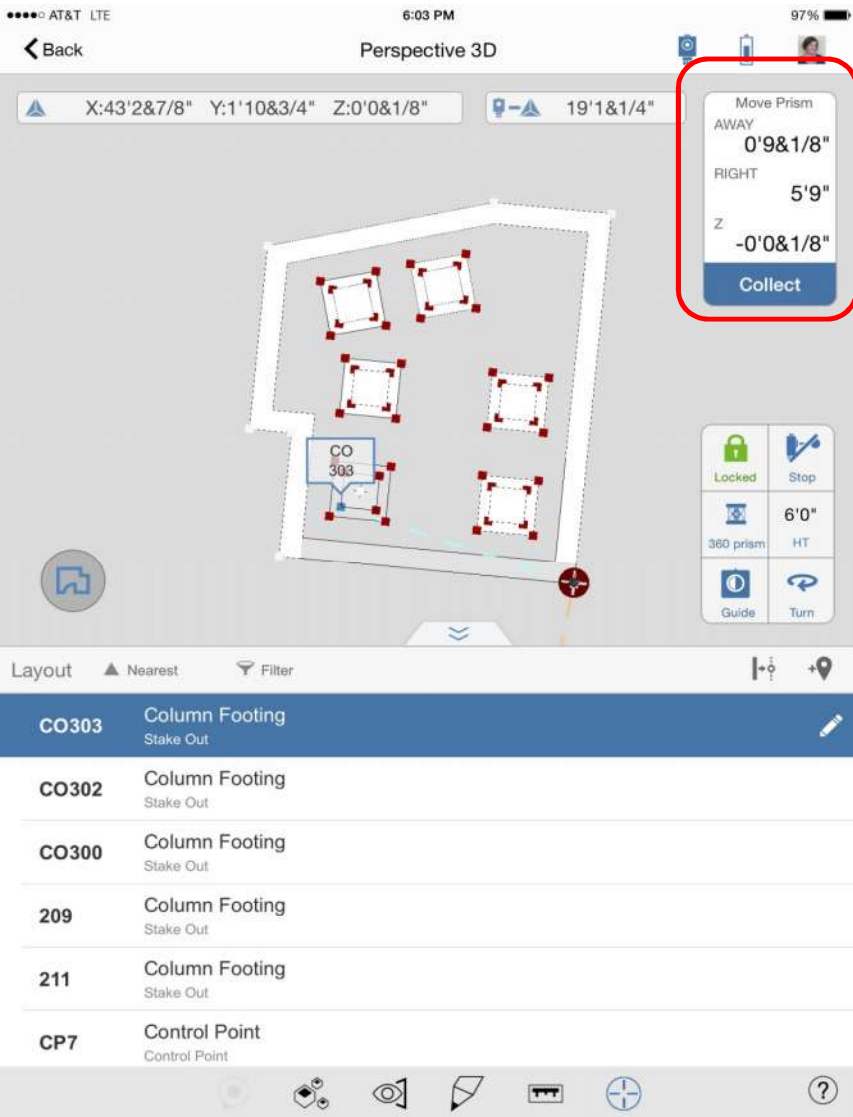 AT&T LTE 6:03 PM 97%
Back Perspective 3D
X:43'2&7/8" Y:1'10&3/4" Z:0'0&1/8" 19'1&1/4"
Move Prism
AWAY
0'9&1/8"
RIGHT
5'9"
Z
-0'0&1/8"
Collect
CO
303
Locked Stop
6'0"
360 prism HT
Guide Turn
Layout Nearest Filter
CO303 Column Footing
Stake Out
CO302 Column Footing
Stake Out
CO300 Column Footing
Stake Out
209 Column Footing
Stake Out
211 Column Footing
Stake Out
CP7 Control Point
Control Point
?